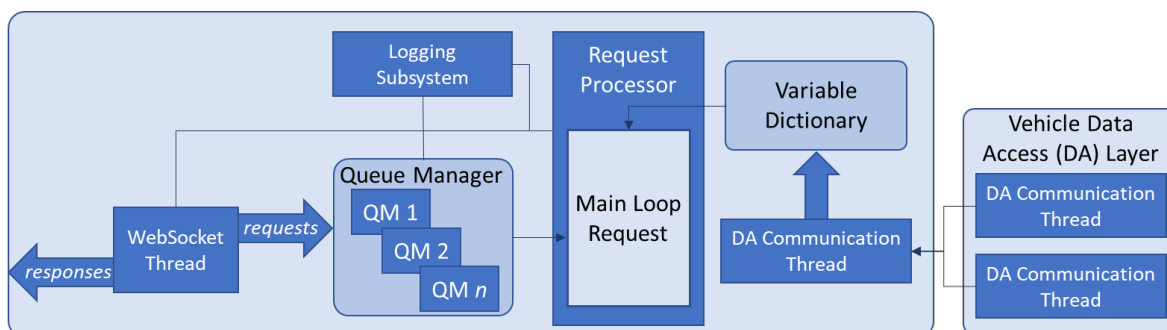 Logging
Subsystem
Request
Processor
Variable
Dictionary
Vehicle Data
Access (DA) Layer
Queue Manager
QM 1
QM 2
QM n
Main Loop
Request
WebSocket
Thread
requests
responses
DA Communication
Thread
DA Communication
Thread
DA Communication
Thread